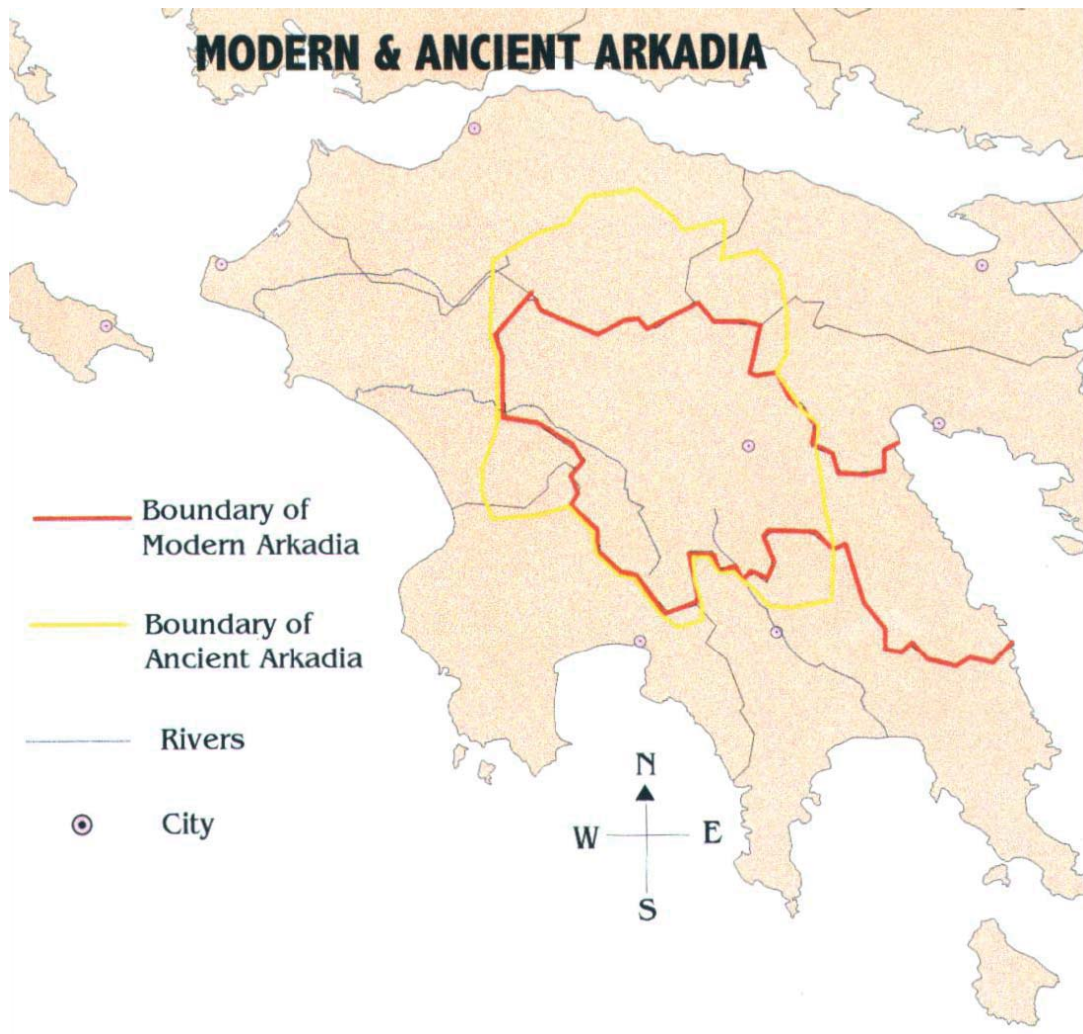 MODERN & ANCIENT ARKADIA
Boundary of
Modern Arkadia
Boundary of
Ancient Arkadia
Rivers
City
N
W E
S